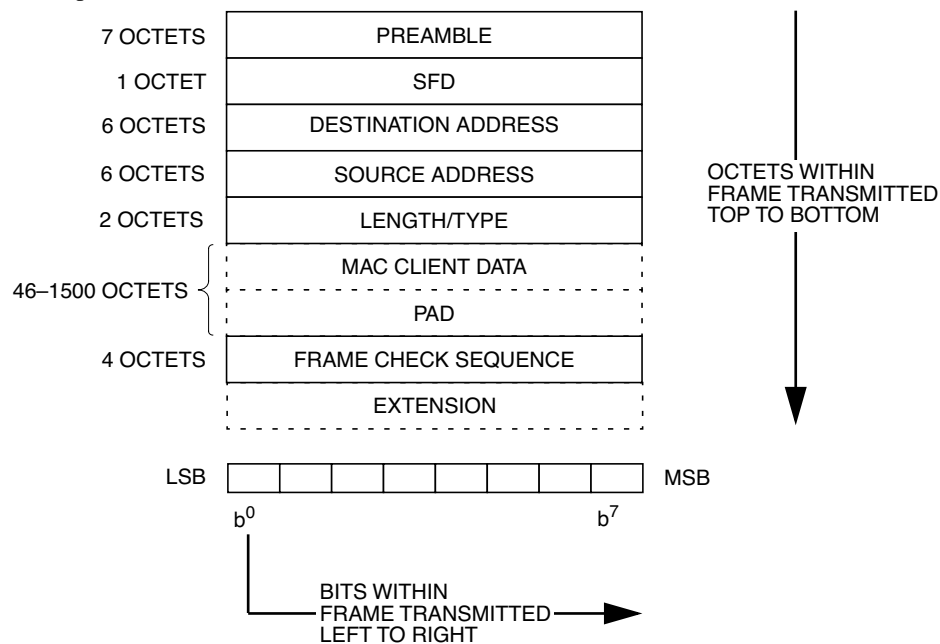 7 OCTETS PREAMBLE
1 OCTET SFD
6 OCTETS DESTINATION ADDRESS
6 OCTETS SOURCE ADDRESS
2 OCTETS LENGTH/TYPE
46–1500 OCTETS
MAC CLIENT DATA
PAD
4 OCTETS FRAME CHECK SEQUENCE
EXTENSION
OCTETS WITHIN
FRAME TRANSMITTED
TOP TO BOTTOM
LSB MSB
b0 b7
BITS WITHIN
FRAME TRANSMITTED
LEFT TO RIGHT